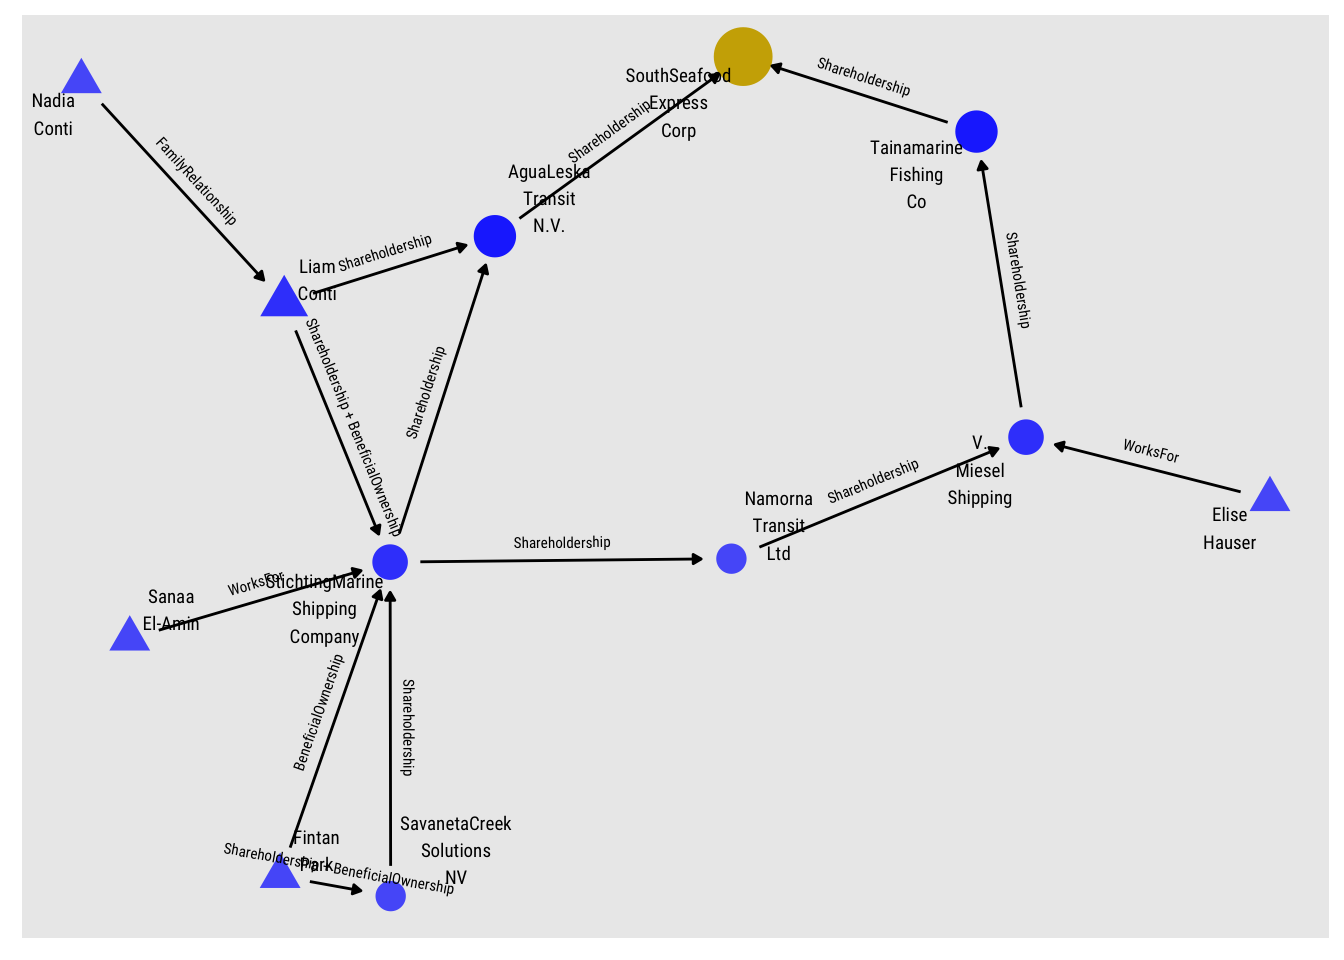 SouthSeafood
Express
Corp
Shareholdership
Nadia
Conti
Shareholdership
Tainamarine
Fishing
Co
FamilyRelationship
AguaLeska
Transit
N.V.
Liam
Conti
Shareholdership
Shareholdership
Shareholdership + BeneficialOwnership
Shareholdership
V.
Miesel
Shipping
WorksFor
Shareholdership
Namorna
Transit
Ltd
Elise
Hauser
Shareholdership
WorksFor
StichtingMarine
Shipping
Company
Sanaa
El-Amin
BeneficialOwnership
Shareholdership
Fintan
Park
SavanetaCreek
Solutions
NV
Shareholdership + BeneficialOwnership